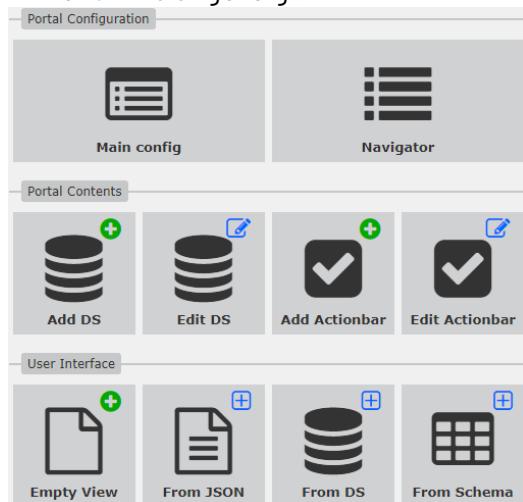 Portal Configuration
Main config
Navigator
Portal Contents
Add DS
Edit DS
Add Actionbar
Edit Actionbar
User Interface
Empty View
From JSON
From DS
From Schema